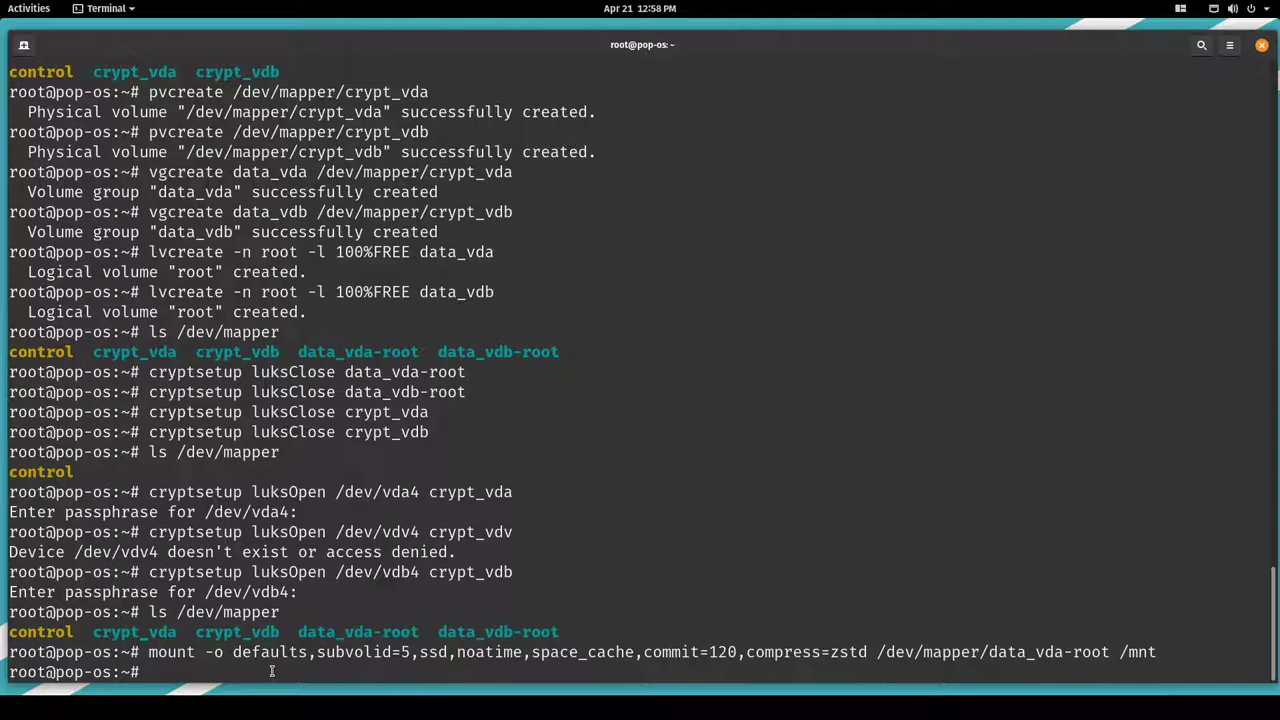 Activities Terminal Apr 21 12:58 PM
root@pop-os: ~
control crypt_vda crypt_vdb
root@pop-os:~# pvcreate /dev/mapper/crypt_vda
Physical volume "/dev/mapper/crypt_vda" successfully created.
root@pop-os:~# pvcreate /dev/mapper/crypt_vdb
Physical volume "/dev/mapper/crypt_vdb" successfully created.
root@pop-os:~# vgcreate data_vda /dev/mapper/crypt_vda
Volume group "data_vda" successfully created
root@pop-os:~# vgcreate data_vdb /dev/mapper/crypt_vdb
Volume group "data_vdb" successfully created
root@pop-os:~# lvcreate -n root -l 100%FREE data_vda
Logical volume "root" created.
root@pop-os:~# lvcreate -n root -l 100%FREE data_vdb
Logical volume "root" created.
root@pop-os:~# ls /dev/mapper
control crypt_vda crypt_vdb data_vda-root data_vdb-root
root@pop-os:~# cryptsetup luksClose data_vda-root
root@pop-os:~# cryptsetup luksClose data_vdb-root
root@pop-os:~# cryptsetup luksClose crypt_vda
root@pop-os:~# cryptsetup luksClose crypt_vdb
root@pop-os:~# ls /dev/mapper
control
root@pop-os:~# cryptsetup luksOpen /dev/vda4 crypt_vda
Enter passphrase for /dev/vda4:
root@pop-os:~# cryptsetup luksOpen /dev/vdv4 crypt_vdv
Device /dev/vdv4 doesn't exist or access denied.
root@pop-os:~# cryptsetup luksOpen /dev/vdb4 crypt_vdb
Enter passphrase for /dev/vdb4:
root@pop-os:~# ls /dev/mapper
control crypt_vda crypt_vdb data_vda-root data_vdb-root
root@pop-os:~# mount -o defaults,subvolid=5,ssd,noatime,space_cache,commit=120,compress=zstd /dev/mapper/data_vda-root /mnt
root@pop-os:~#